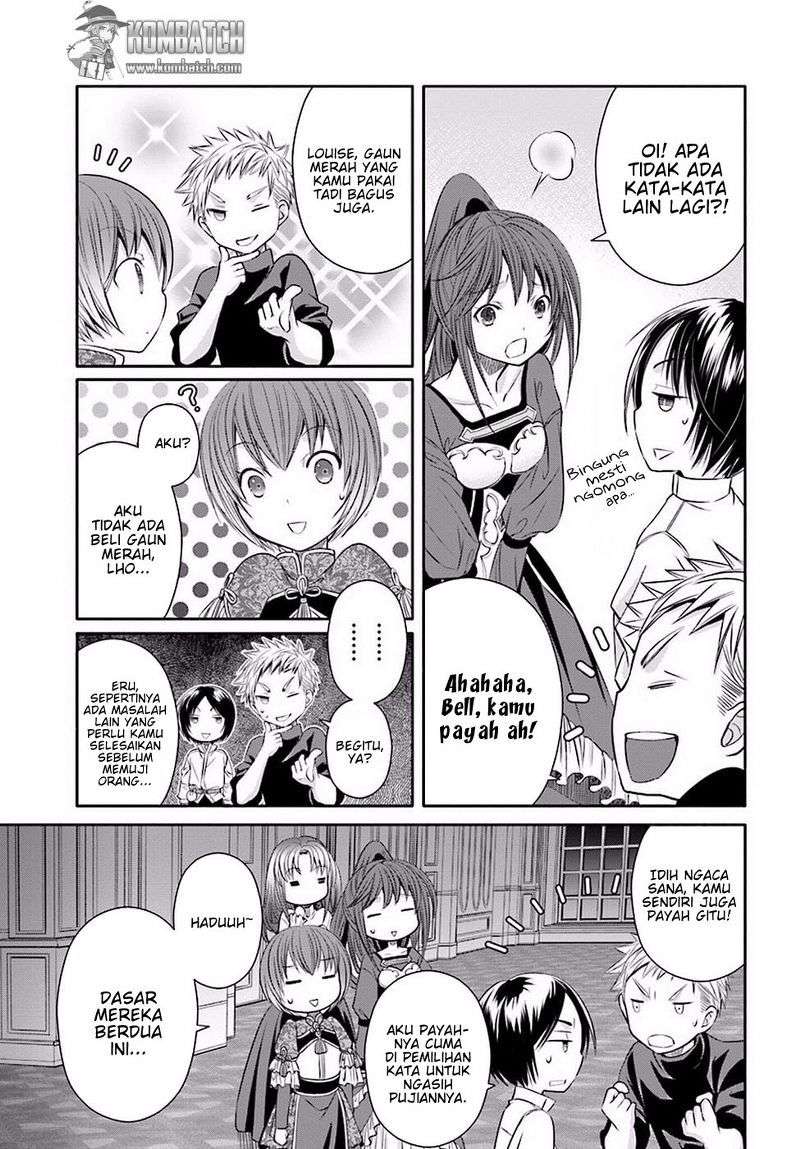 KOMBATCH
www.kombatch.com
OI! APA
TIDAK ADA
KATA-KATA
LAIN LAGI?!
Bingung
mesti
ngomong
apa...
Ahahaha,
Bell, kamu
payah ah!
LOUISE, GAUN
MERAH YANG
KAMU PAKAI
TADI BAGUS
JUGA.
?
AKU?
AKU
TIDAK ADA
BELI GAUN
MERAH,
LHO...
......
BEGITU,
YA?
ERU,
SEPERTINYA
ADA MASALAH
LAIN YANG
PERLU KAMU
SELESAIKAN
SEBELUM
MEMUJI
ORANG...
IDIH NGACA
SANA, KAMU
SENDIRI JUGA
PAYAH GITU!
AKU PAYAH-
NYA CUMA
DI PEMILIHAN
KATA UNTUK
NGASIH
PUJIANNYA.
HADUUH~
DASAR
MEREKA
BERDUA
INI...